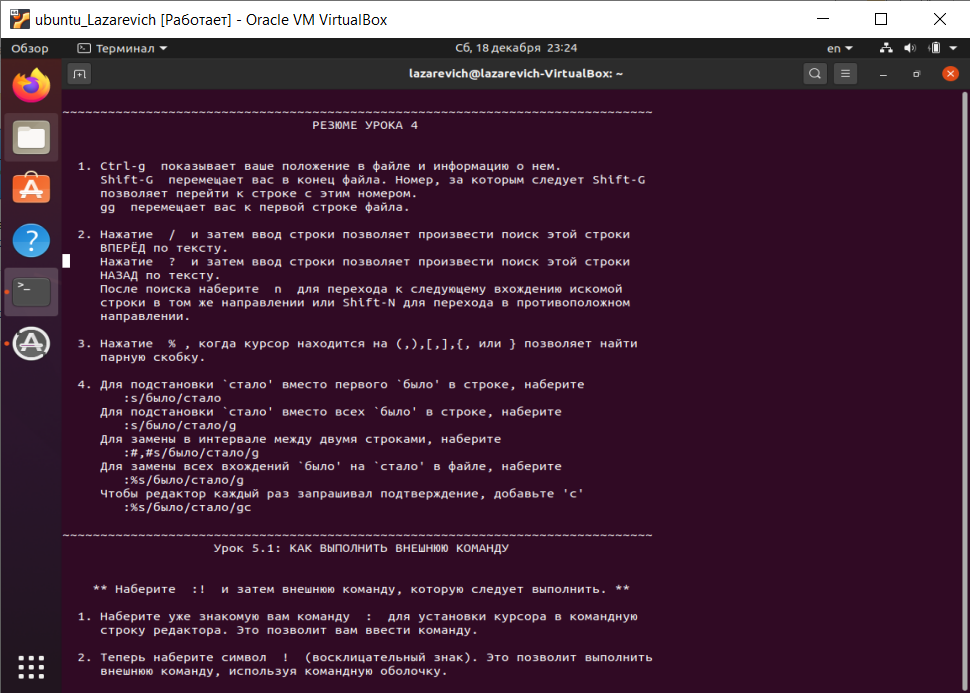 ubuntu_Lazarevich [Работает] - Oracle VM VirtualBox
Обзор Терминал Сб, 18 декабря 23:24 en
lazarevich@lazarevich-VirtualBox: ~
~~~~~~~~~~~~~~~~~~~~~~~~~~~~~~~~~~~~~~~~~~~~~~~~~~~~~~~~~~~~~~~~~~~~~~~~~~~~~~
РЕЗЮМЕ УРОКА 4
1. Ctrl-g показывает ваше положение в файле и информацию о нем.
Shift-G перемещает вас в конец файла. Номер, за которым следует Shift-G
позволяет перейти к строке с этим номером.
gg перемещает вас к первой строке файла.
2. Нажатие / и затем ввод строки позволяет произвести поиск этой строки
ВПЕРЁД по тексту.
Нажатие ? и затем ввод строки позволяет произвести поиск этой строки
НАЗАД по тексту.
После поиска наберите n для перехода к следующему вхождению искомой
строки в том же направлении или Shift-N для перехода в противоположном
направлении.
3. Нажатие % , когда курсор находится на (,),[,],{, или } позволяет найти
парную скобку.
4. Для подстановки `стало' вместо первого `было' в строке, наберите
:s/было/стало
Для подстановки `стало' вместо всех `было' в строке, наберите
:s/было/стало/g
Для замены в интервале между двумя строками, наберите
:#,#s/было/стало/g
Для замены всех вхождений `было' на `стало' в файле, наберите
:%s/было/стало/g
Чтобы редактор каждый раз запрашивал подтверждение, добавьте 'c'
:%s/было/стало/gc
~~~~~~~~~~~~~~~~~~~~~~~~~~~~~~~~~~~~~~~~~~~~~~~~~~~~~~~~~~~~~~~~~~~~~~~~~~~~~~
Урок 5.1: КАК ВЫПОЛНИТЬ ВНЕШНЮЮ КОМАНДУ
** Наберите :! и затем внешнюю команду, которую следует выполнить. **
1. Наберите уже знакомую вам команду : для установки курсора в командную
строку редактора. Это позволит вам ввести команду.
2. Теперь наберите символ ! (восклицательный знак). Это позволит выполнить
внешнюю команду, используя командную оболочку.